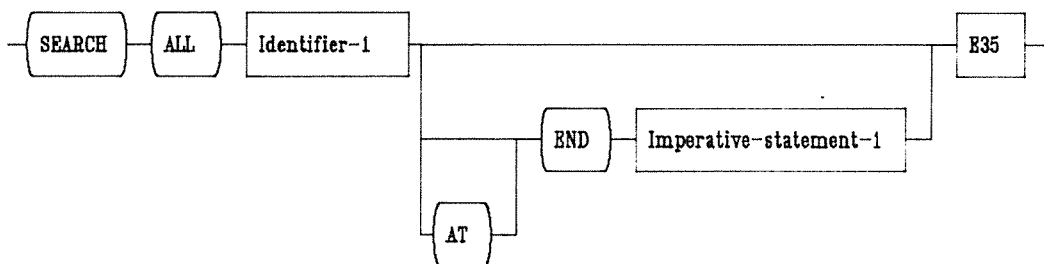 SEARCH ALL Identifier-1 E35
END Imperative-statement-1
AT